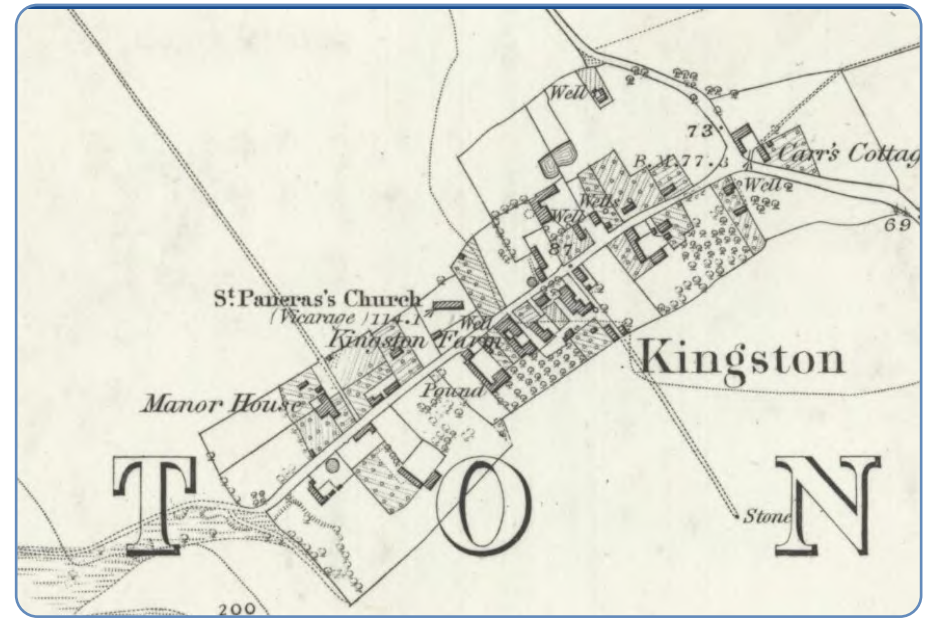 Well
73
B.M.77.3
Carr's Cottag
Wells
Well
Well
69
87
St. Paneras's Church
(Vicarage) 114.1
Well
Kingston Farm
Kingston
Pound
Manor House
T O N
Stone
200